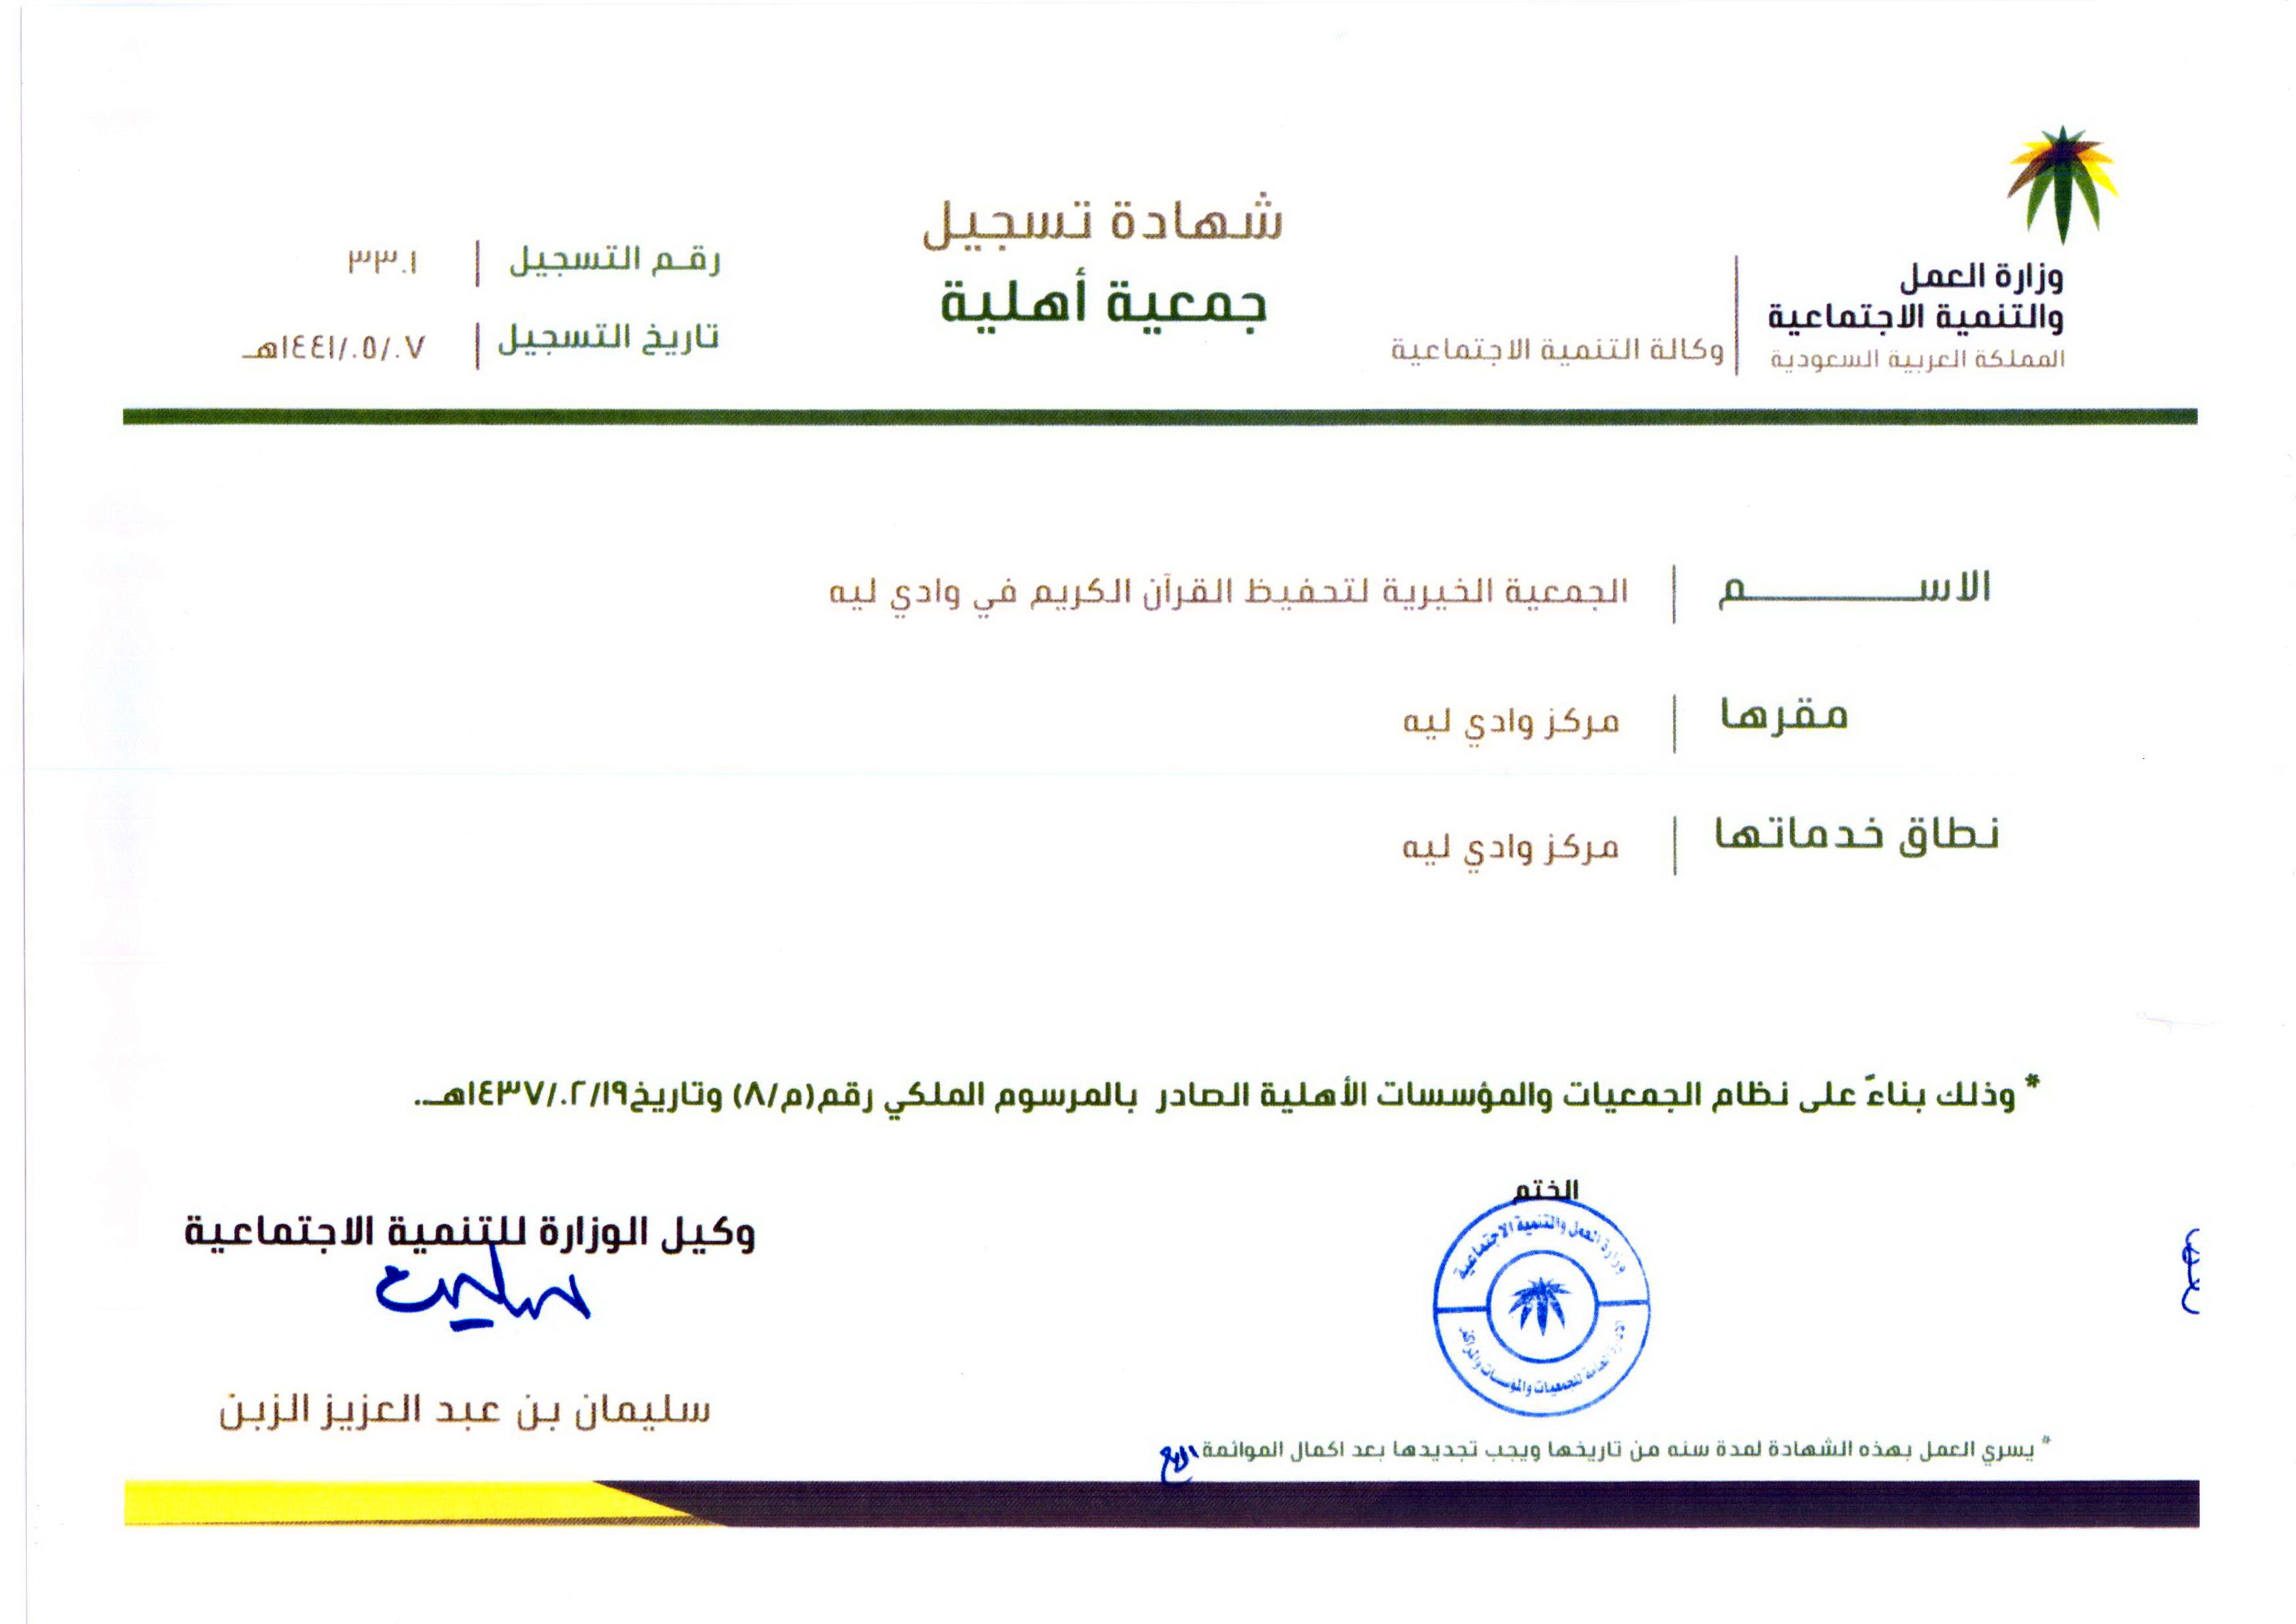 وزارة العمل
والتنمية الاجتماعية
المملكة العربية السعودية
وكالة التنمية الاجتماعية
شهادة تسجيل
جمعية أهلية
رقم التسجيل | ٣٣٠١
تاريخ التسجيل | ١٤٤١/٠٥/٠٧هـ
الاســــــم | الجمعية الخيرية لتحفيظ القرآن الكريم في وادي ليه
مقرها | مركز وادي ليه
نطاق خدماتها | مركز وادي ليه
* وذلك بناءً على نظام الجمعيات والمؤسسات الأهلية الصادر بالمرسوم الملكي رقم(م/٨) وتاريخ١٤٣٧/٠٢/١٩هـ.
الختم
وزارة العمل والتنمية الاجتماعية
العامة للجمعيات والمؤسسات والمراكز
وكيل الوزارة للتنمية الاجتماعية
سليمان بن عبد العزيز الزبن
* يسري العمل بهذه الشهادة لمدة سنه من تاريخها ويجب تجديدها بعد اكمال الموائمة